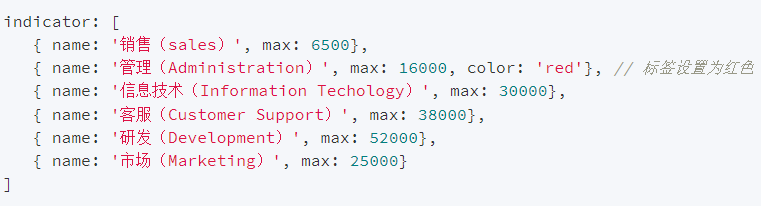 indicator: [
{ name: '销售（sales）', max: 6500},
{ name: '管理（Administration）', max: 16000, color: 'red'}, // 标签设置为红色
{ name: '信息技术（Information Techology）', max: 30000},
{ name: '客服（Customer Support）', max: 38000},
{ name: '研发（Development）', max: 52000},
{ name: '市场（Marketing）', max: 25000}
]